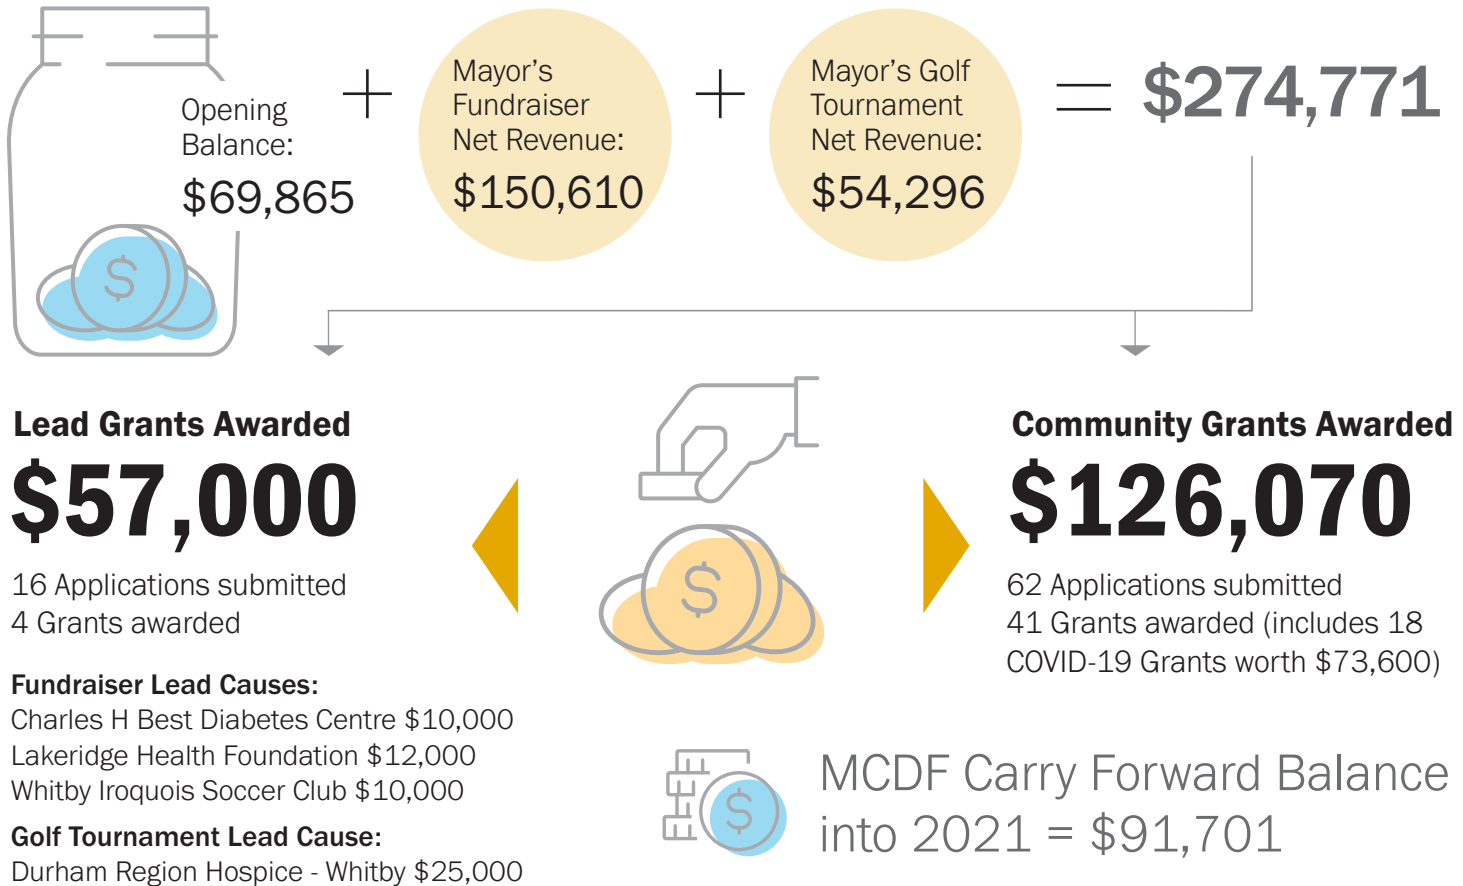 Opening
Balance:
$69,865
+
Mayor's
Fundraiser
Net Revenue:
$150,610
+
Mayor's Golf
Tournament
Net Revenue:
$54,296
=
$274,771
Lead Grants Awarded
$57,000
16 Applications submitted
4 Grants awarded
Fundraiser Lead Causes:
Charles H Best Diabetes Centre $10,000
Lakeridge Health Foundation $12,000
Whitby Iroquois Soccer Club $10,000
Golf Tournament Lead Cause:
Durham Region Hospice - Whitby $25,000
$
$
Community Grants Awarded
$126,070
62 Applications submitted
41 Grants awarded (includes 18
COVID-19 Grants worth $73,600)
$
MCDF Carry Forward Balance
into 2021 = $91,701